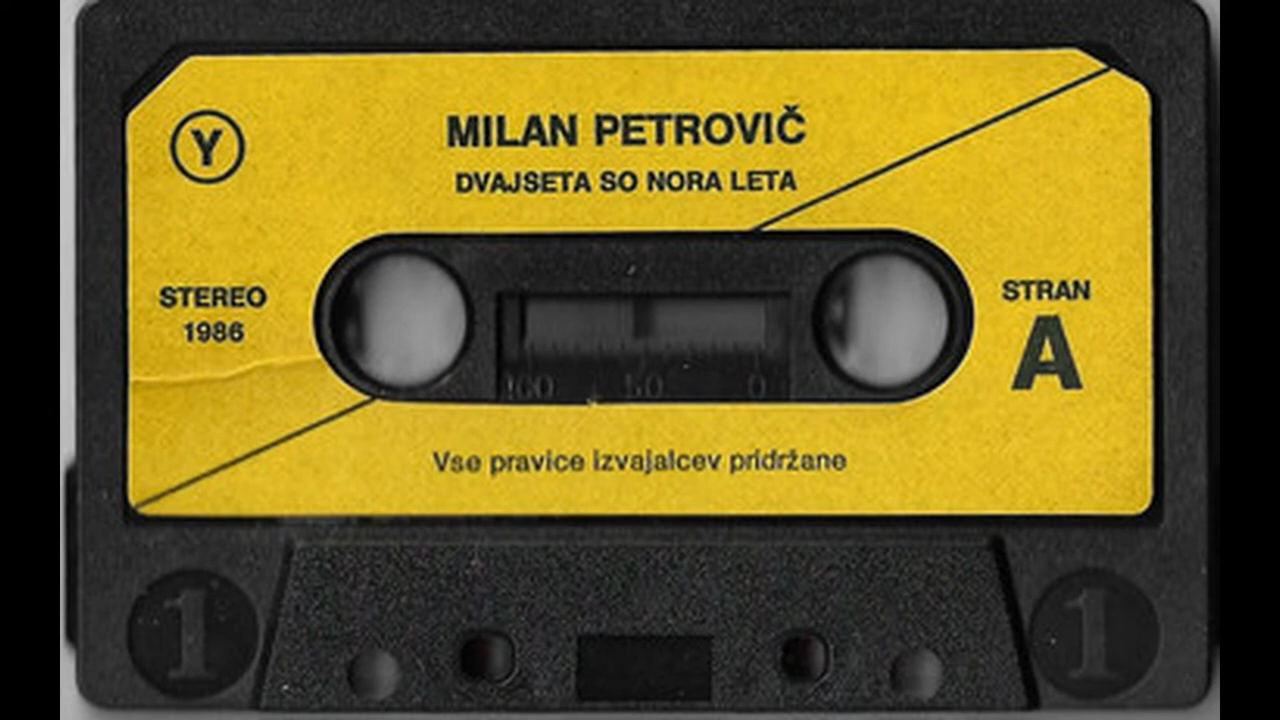 Y
MILAN PETROVIČ
DVAJSETA SO NORA LETA
STEREO
1986
STRAN
A
100 50 0
Vse pravice izvajalcev pridržane
1 1